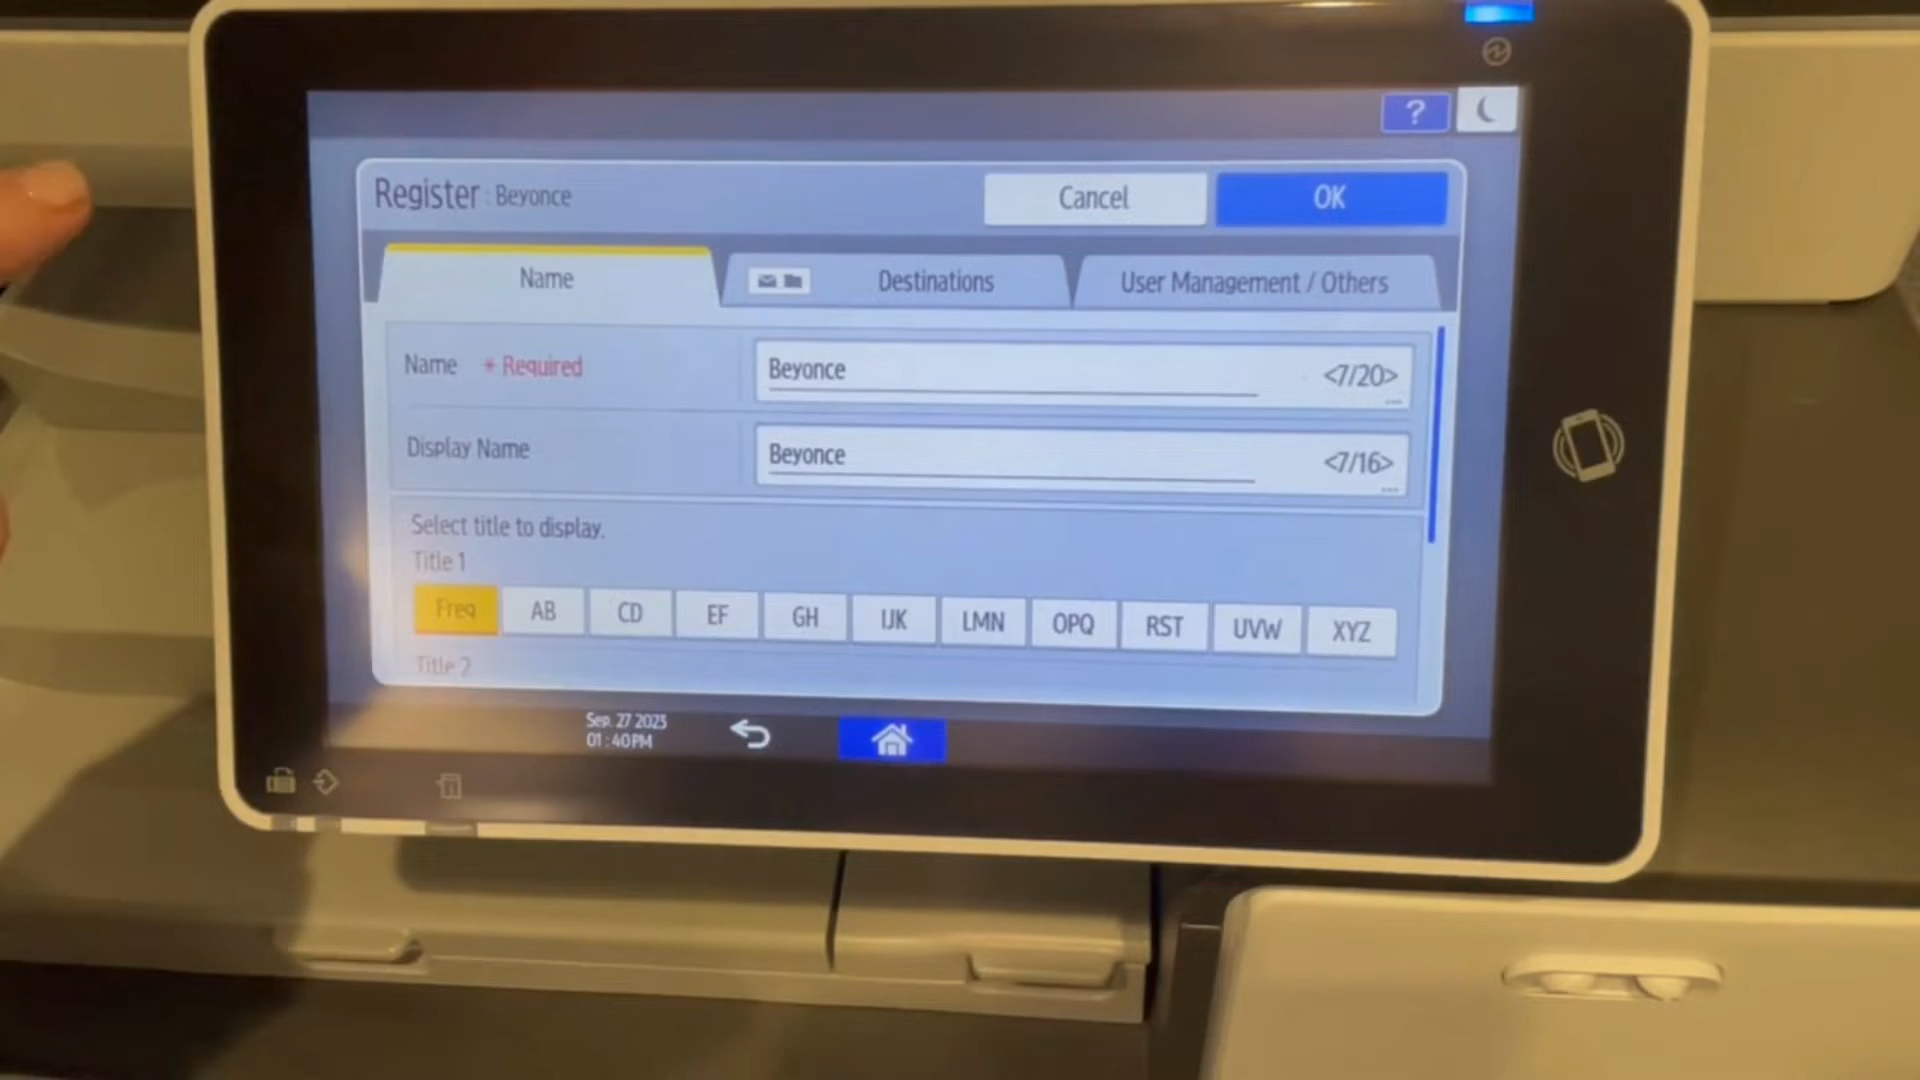 ?
Register : Beyonce
Cancel
OK
Name
Destinations
User Management / Others
Name * Required
Beyonce <7/20>
Display Name
Beyonce <7/16>
Select title to display.
Title 1
Freq AB CD EF GH IJK LMN OPQ RST UVW XYZ
Title 2
Sep. 27 2023
01:40PM